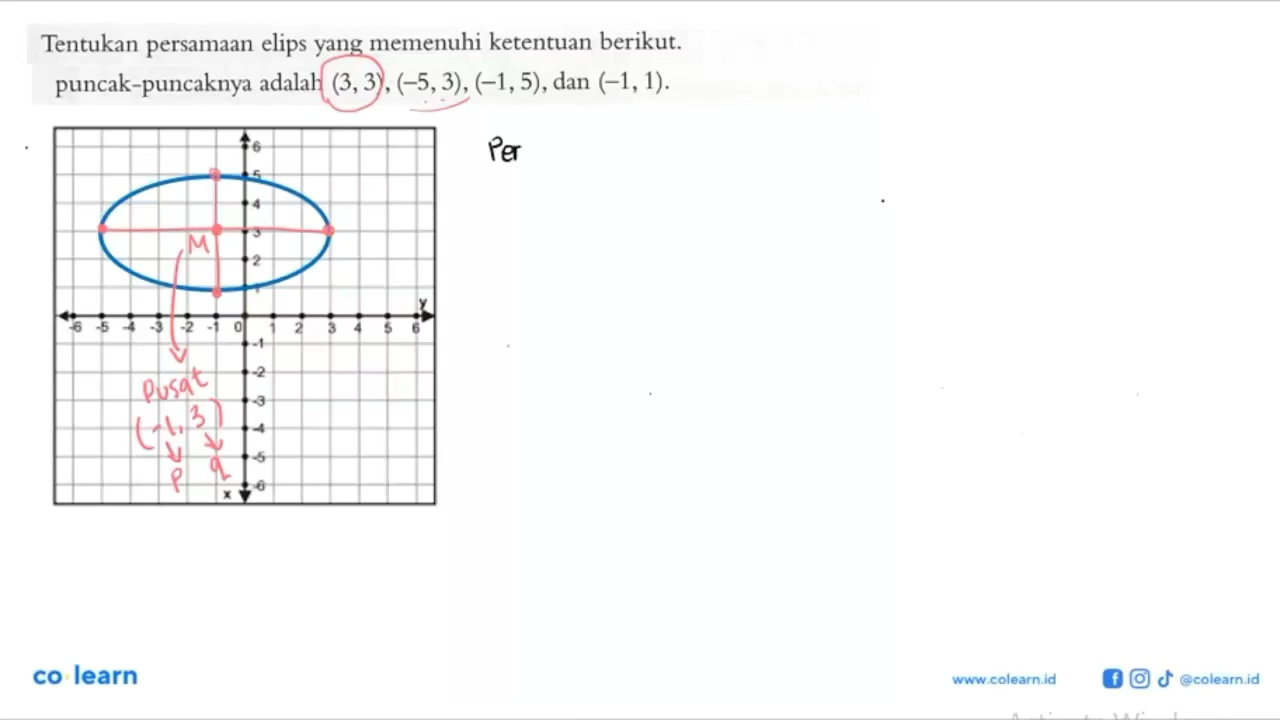 Tentukan persamaan elips yang memenuhi ketentuan berikut.
puncak-puncaknya adalah (3, 3), (–5, 3), (–1, 5), dan (–1, 1).
Per
6
5
4
3
2
1
M
y
-6 -5 -4 -3 -2 -1 0 1 2 3 4 5 6
-1
-2
-3
-4
-5
-6
x
Pusat
(-1, 3)
p q
co learn
www.colearn.id
@colearn.id